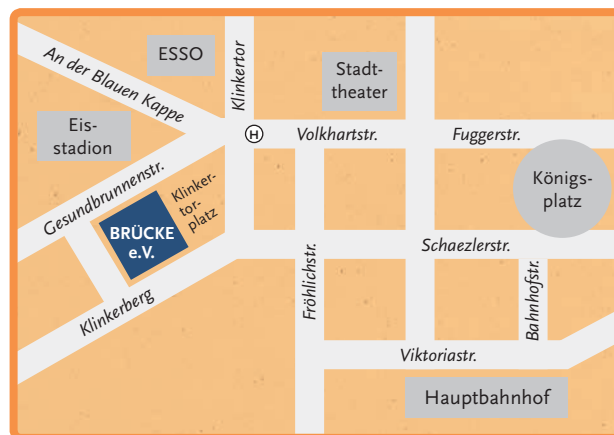 An der Blauen Kappe
ESSO
Klinkertor
Stadt-
theater
Eis-
stadion
H
Volkhartstr.
Fuggerstr.
Gesundbrunnenstr.
Klinker-
tor-
platz
BRÜCKE
e.V.
Königs-
platz
Klinkerberg
Fröhlichstr.
Schaezlerstr.
Bahnhofstr.
Viktoriastr.
Hauptbahnhof